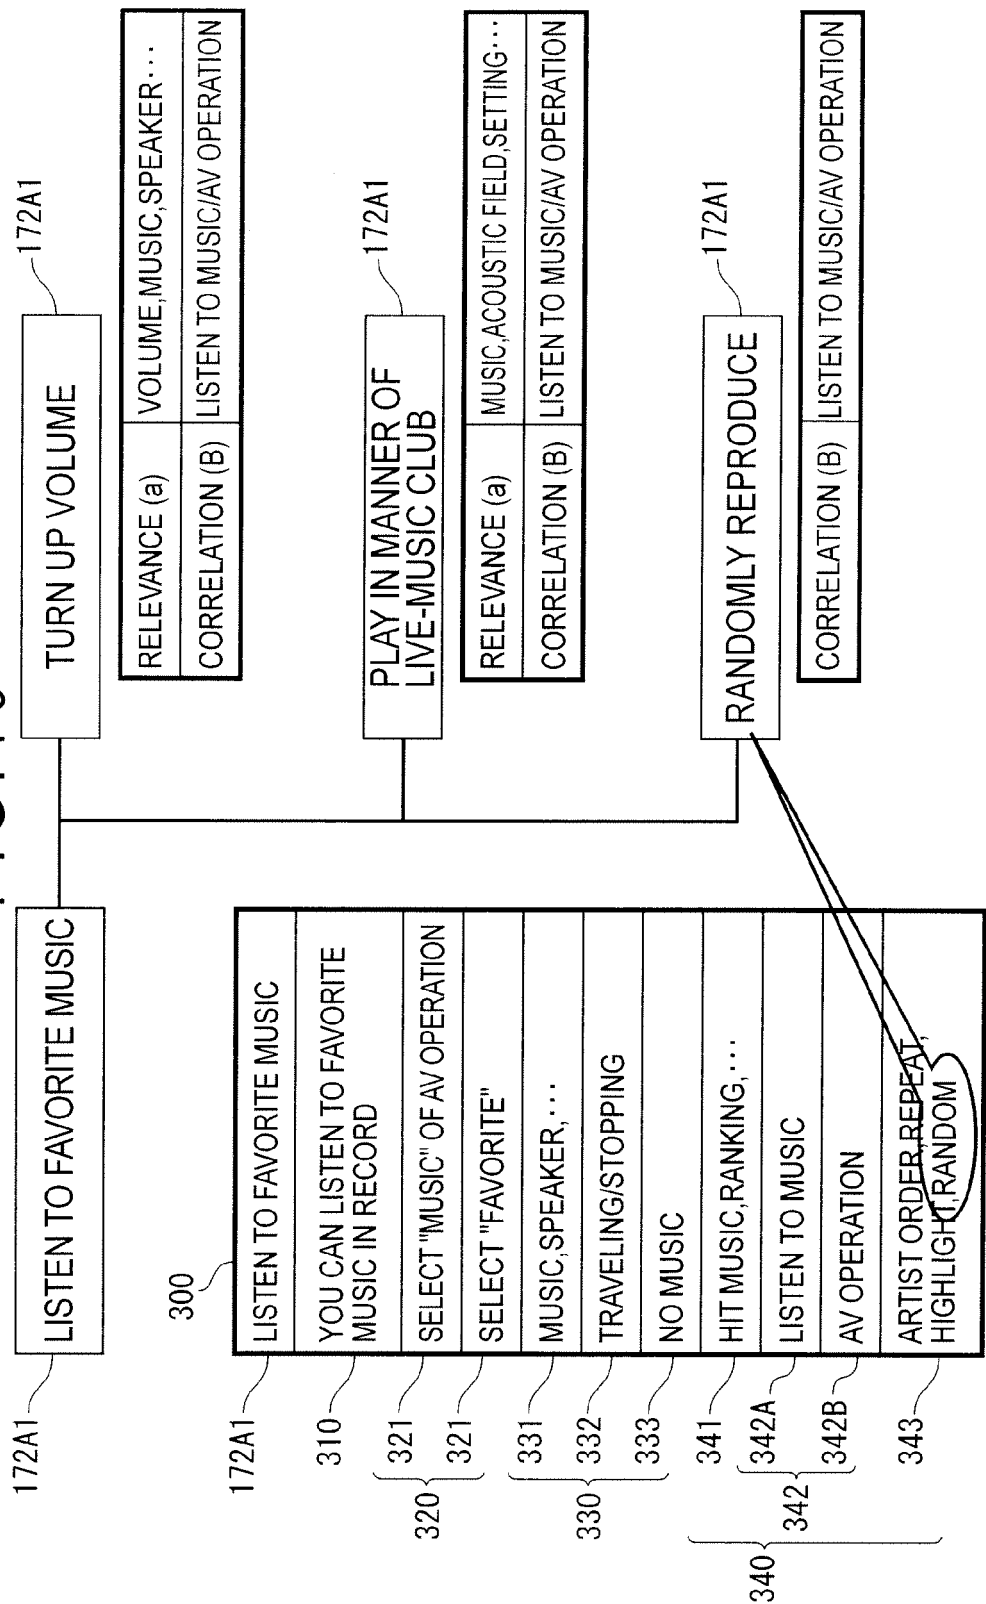 172A1
LISTEN TO FAVORITE MUSIC
TURN UP VOLUME
172A1
RELEVANCE (a)
VOLUME,MUSIC,SPEAKER···
CORRELATION (B)
LISTEN TO MUSIC/AV OPERATION
PLAY IN MANNER OF
LIVE-MUSIC CLUB
172A1
RELEVANCE (a)
MUSIC,ACOUSTIC FIELD,SETTING···
CORRELATION (B)
LISTEN TO MUSIC/AV OPERATION
RANDOMLY REPRODUCE
172A1
CORRELATION (B)
LISTEN TO MUSIC/AV OPERATION
300
172A1
LISTEN TO FAVORITE MUSIC
310
YOU CAN LISTEN TO FAVORITE
MUSIC IN RECORD
320
321
SELECT "MUSIC" OF AV OPERATION
321
SELECT "FAVORITE"
330
331
MUSIC,SPEAKER,···
332
TRAVELING/STOPPING
333
NO MUSIC
340
341
HIT MUSIC,RANKING,···
342
342A
LISTEN TO MUSIC
342B
AV OPERATION
343
ARTIST ORDER,REPEAT,
HIGHLIGHT,RANDOM